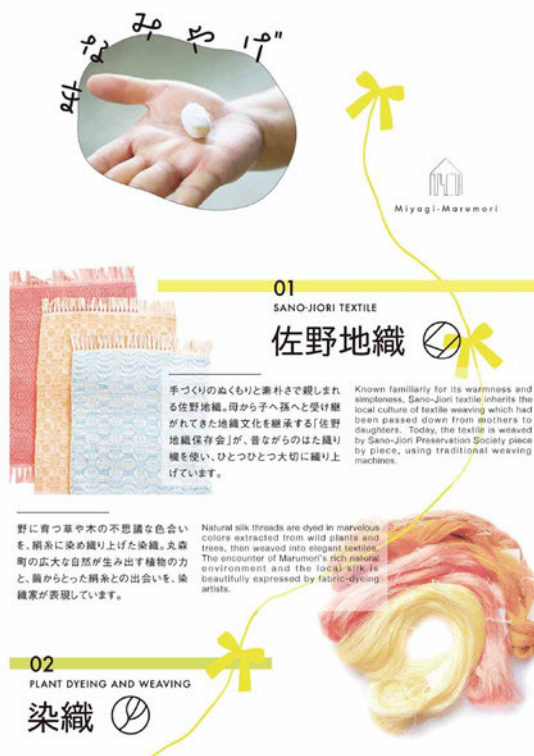 Miyagi-Marumori
01
SANO-JIORI TEXTILE
佐野地織
手づくりのぬくもりと素朴さで親しまれ
る佐野地織。母から子へ孫へと受け継
がれてきた地織文化を継承する「佐野
地織保存会」が、昔ながらのはた織り
機を使い、ひとつひとつ大切に織り上
げています。
Known familiarly for its warmness and
simpleness, Sano-Jiori textile inherits the
local culture of textile weaving which had
been passed down from mothers to
daughters. Today, the textile is weaved
by Sano-Jiori Preservation Society piece
by piece, using traditional weaving
machines.
野に育つ草や木の不思議な色合い
を、絹糸に染め織り上げた染織。丸森
町の広大な自然が生み出す植物の力
と、繭からとった絹糸との出会いを、染
織家が表現しています。
Natural silk threads are dyed in marvelous
colors extracted from wild plants and
trees, then weaved into elegant textiles.
The encounter of Marumori's rich natural
environment and the local silk is
beautifully expressed by fabric-dyeing
artists.
02
PLANT DYEING AND WEAVING
染織